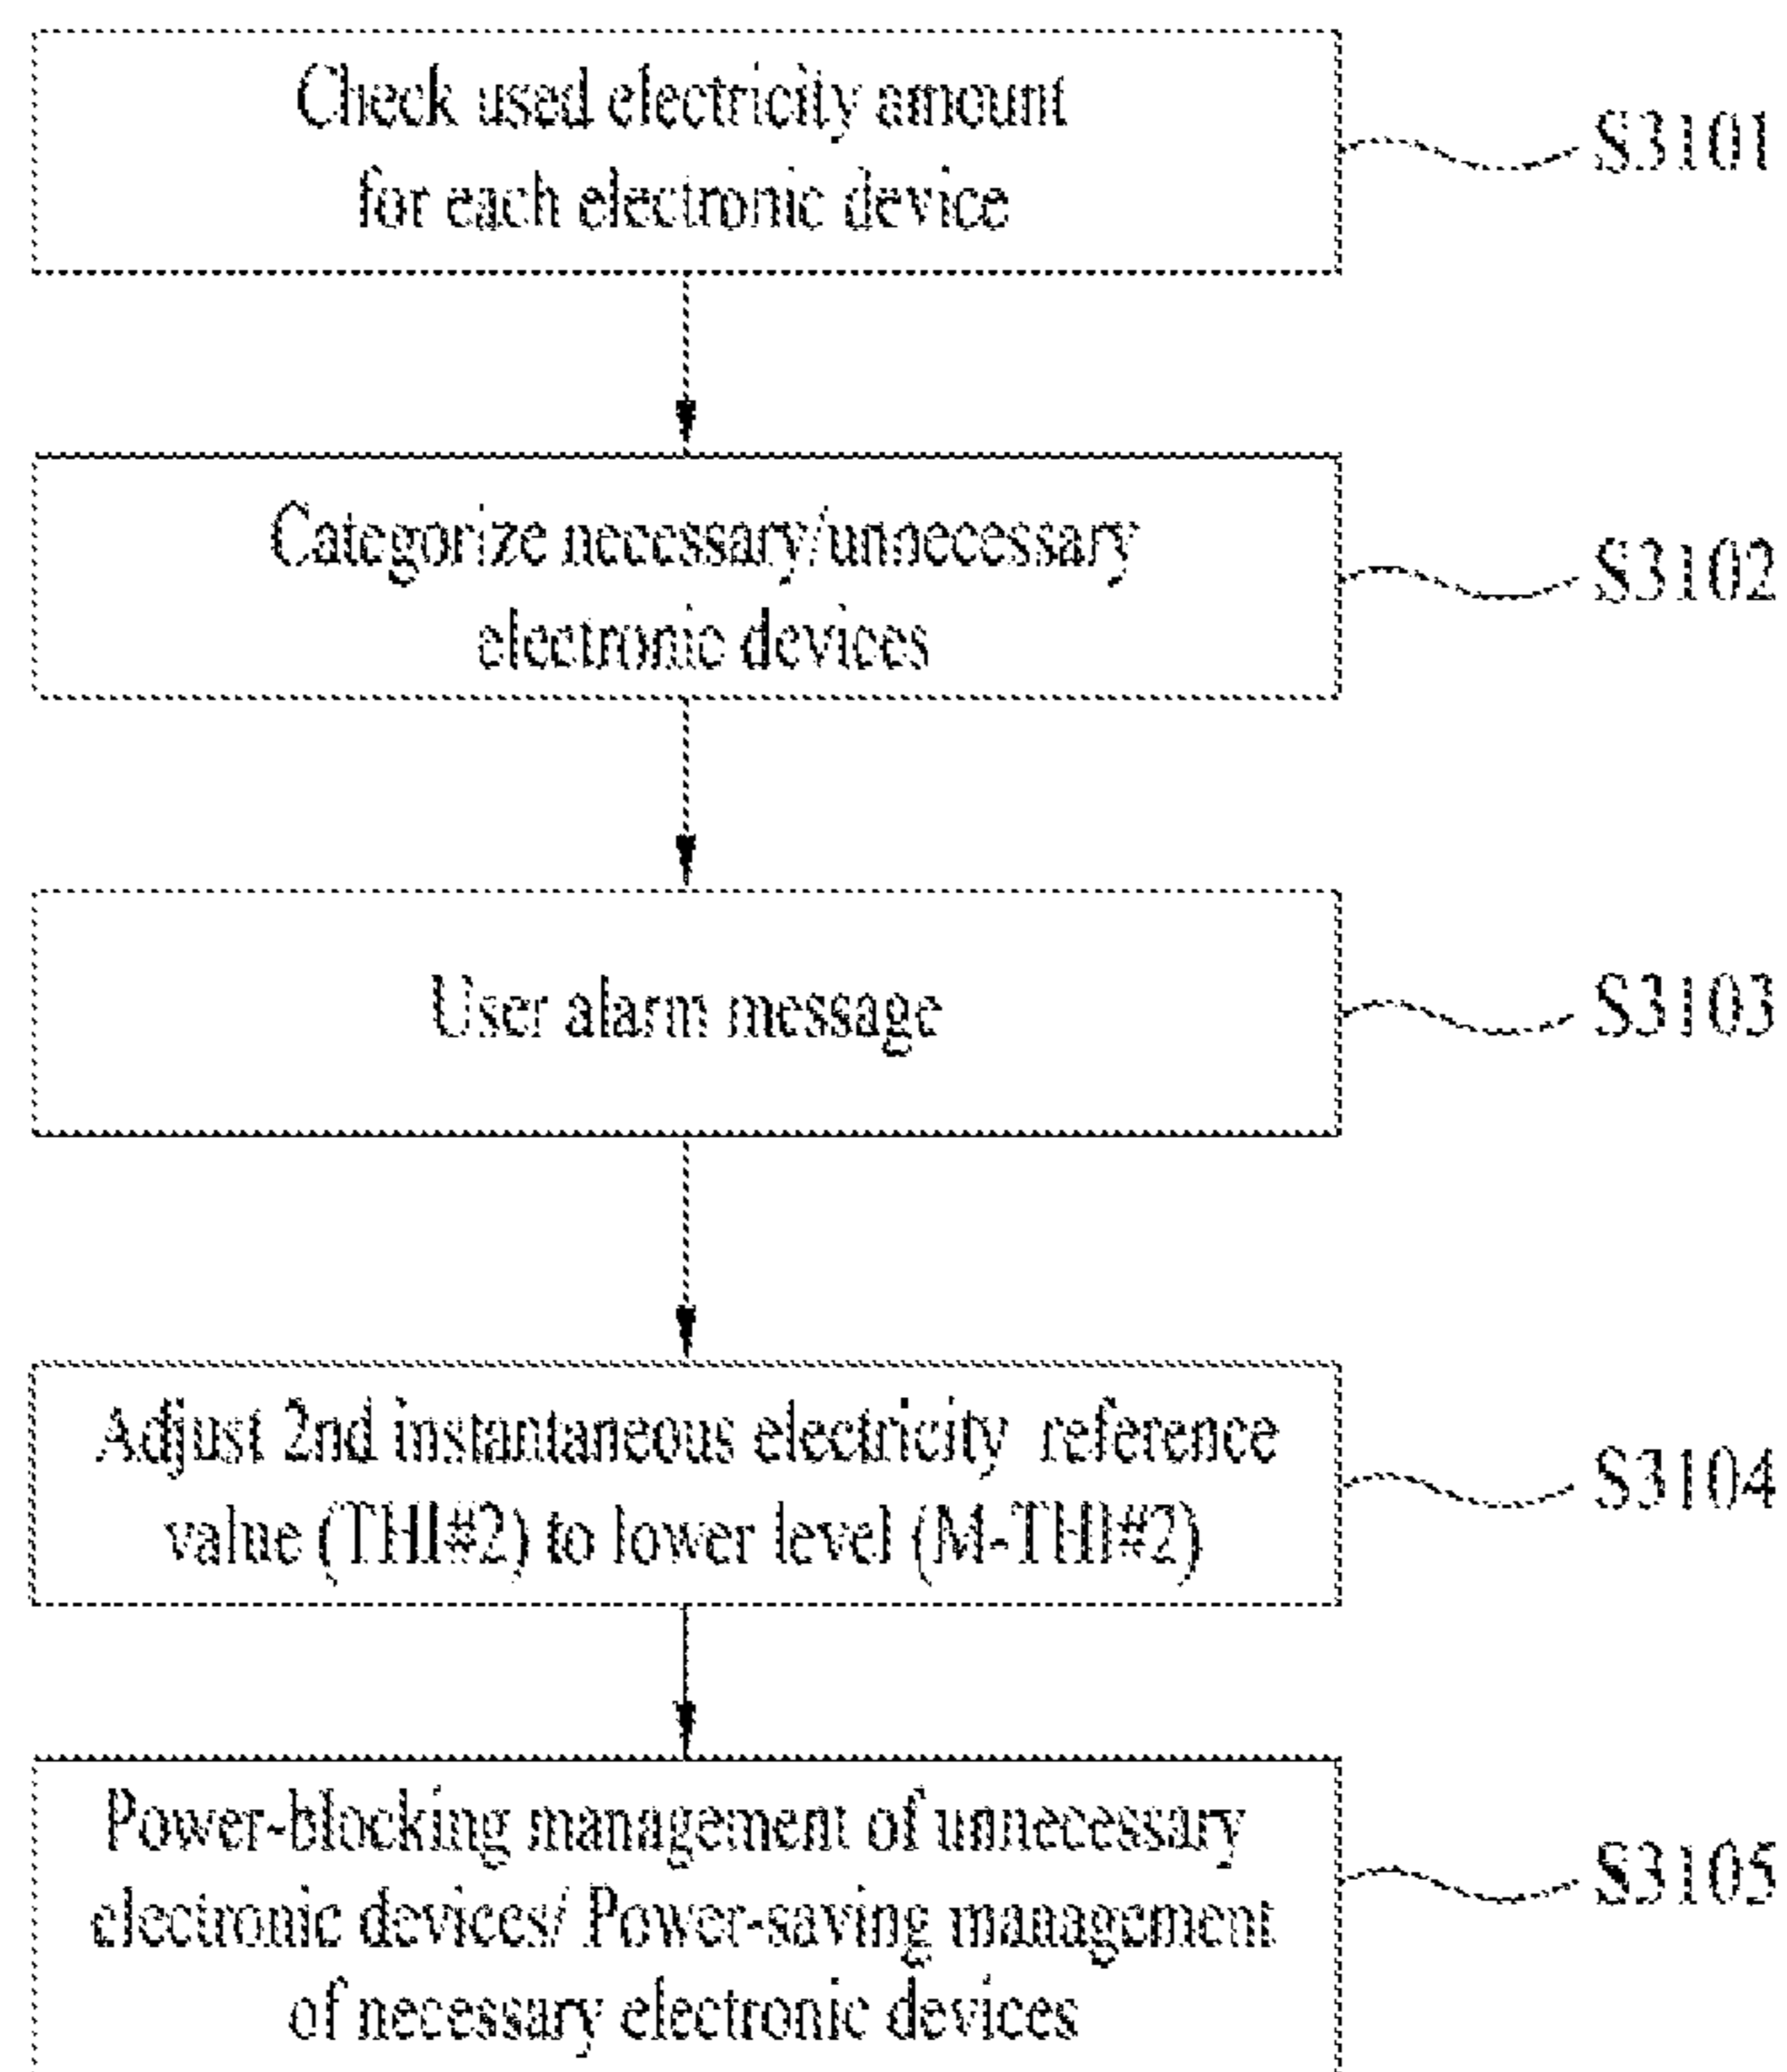 Check used electricity amount
for each electronic device
S3101
Categorize necessary/unnecessary
electronic devices
S3102
User alarm message
S3103
Adjust 2nd instantaneous electricity reference
value (THI#2) to lower level (M-THI#2)
S3104
Power-blocking management of unnecessary
electronic devices/ Power-saving management
of necessary electronic devices
S3105